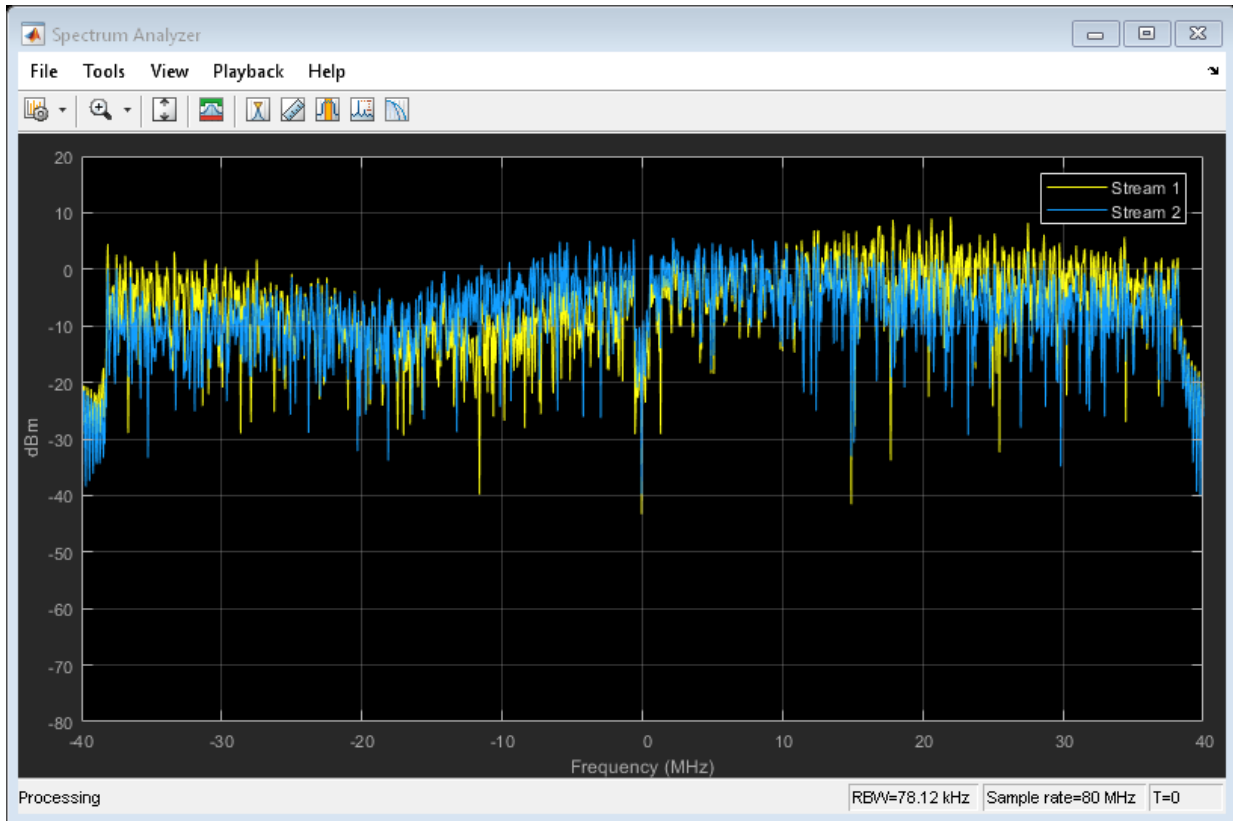 Spectrum Analyzer
File Tools View Playback Help
20
10
0
-10
-20
-30
-40
-50
-60
-70
-80
dBm
Stream 1
Stream 2
-40 -30 -20 -10 0 10 20 30 40
Frequency (MHz)
Processing RBW=78.12 kHz Sample rate=80 MHz T=0